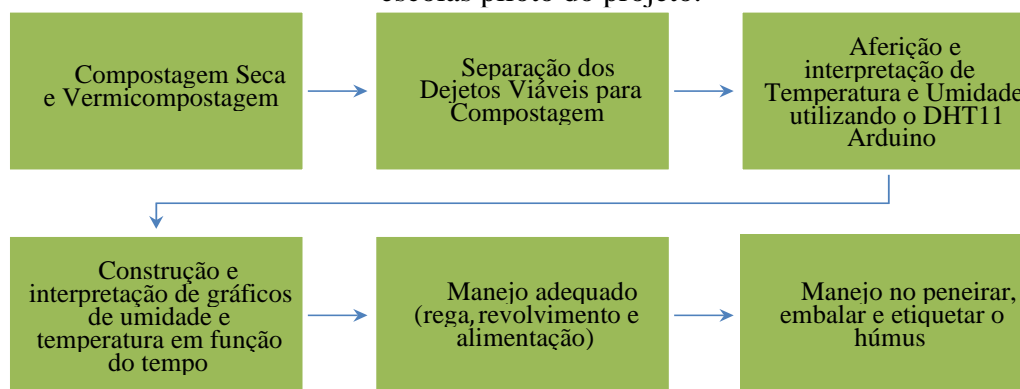 escolas piloto do projeto.
Compostagem Seca
e Vermicompostagem
Separação dos
Dejetos Viáveis para
Compostagem
Aferição e
interpretação de
Temperatura e Umidade
utilizando o DHT11
Arduino
Construção e
interpretação de gráficos
de umidade e
temperatura em função
do tempo
Manejo adequado
(rega, revolvimento e
alimentação)
Manejo no peneirar,
embalar e etiquetar o
húmus